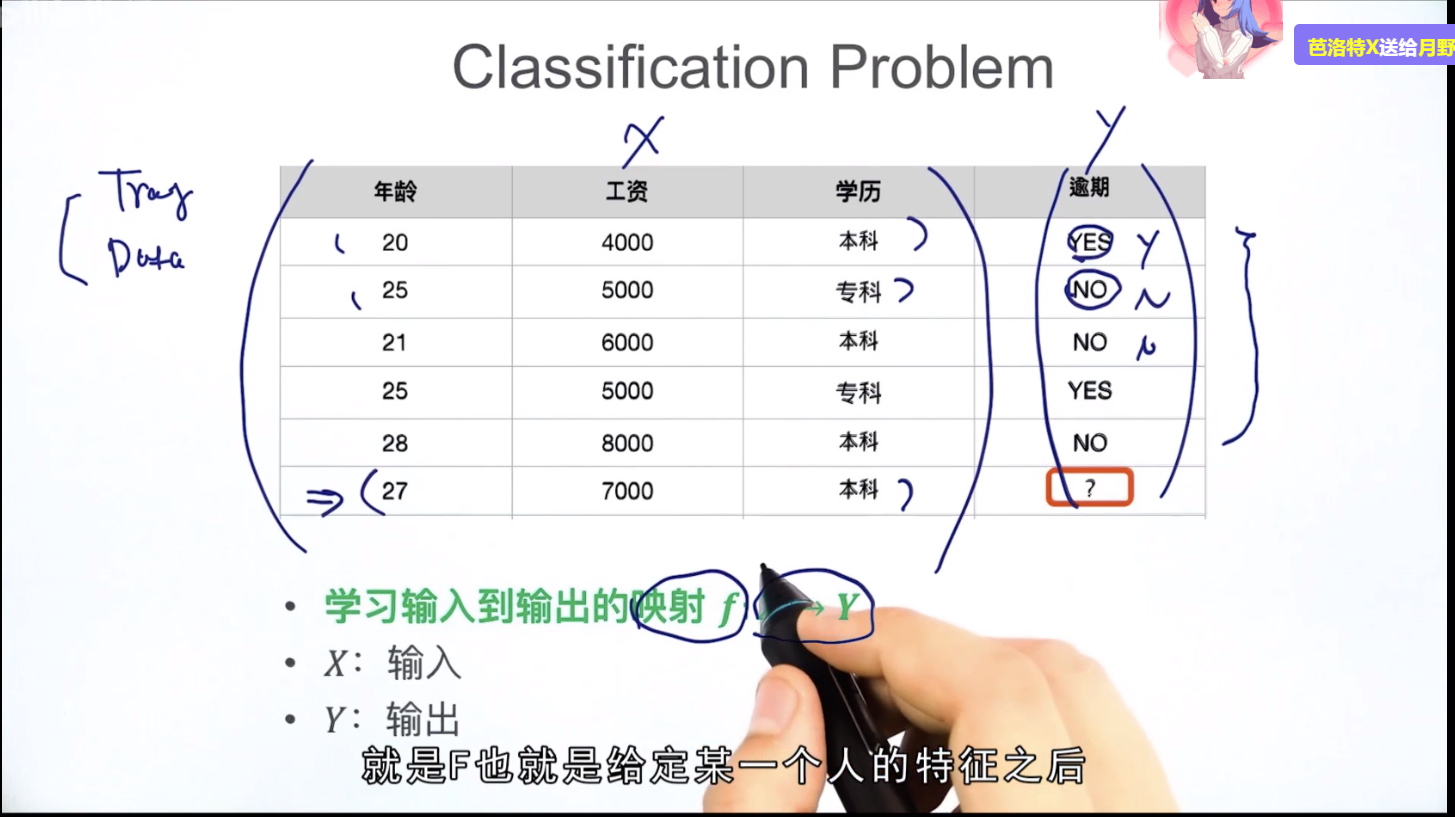 芭洛特X送给月野
Classification Problem
X Y
Data
年龄 工资 学历 逾期
20 4000 本科 YES Y
25 5000 专科 NO N
21 6000 本科 NO N
25 5000 专科 YES
28 8000 本科 NO
27 7000 本科 ?
• 学习输入到输出的映射 f → Y
• X：输入
• Y：输出
就是F也就是给定某一个人的特征之后